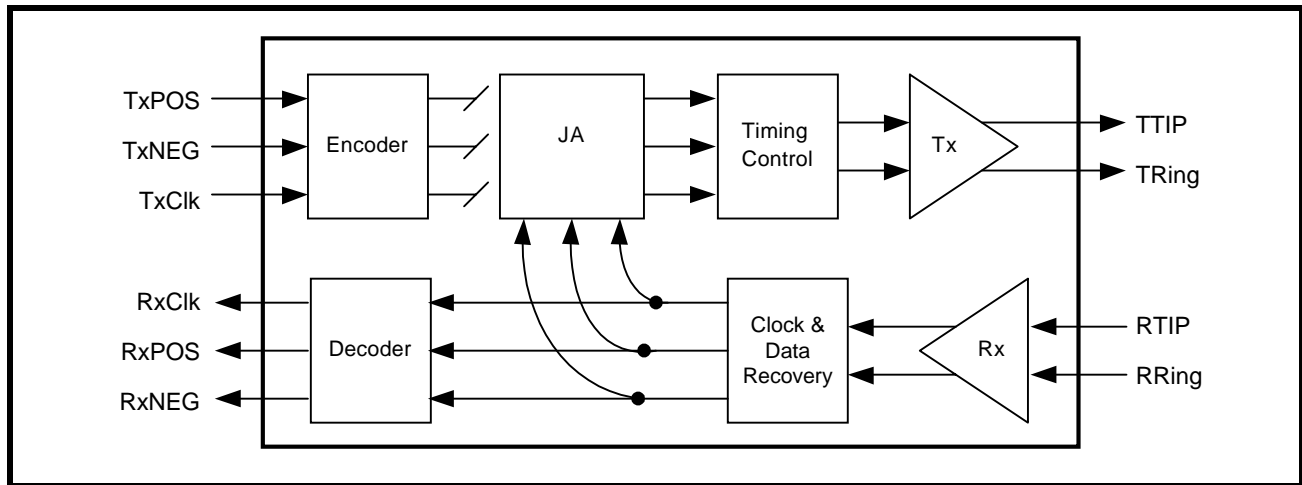 TxPOS
TxNEG
TxClk
Encoder
JA
Timing
Control
Tx
TTIP
TRing
RxClk
RxPOS
RxNEG
Decoder
Clock &
Data
Recovery
Rx
RTIP
RRing